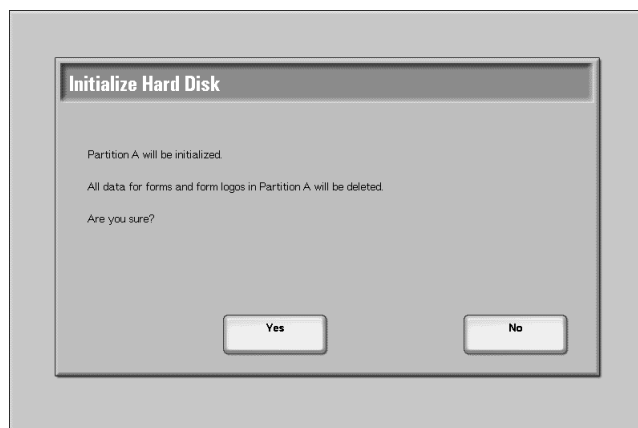 Initialize Hard Disk
Partition A will be initialized.
All data for forms and form logos in Partition A will be deleted.
Are you sure?
Yes
No